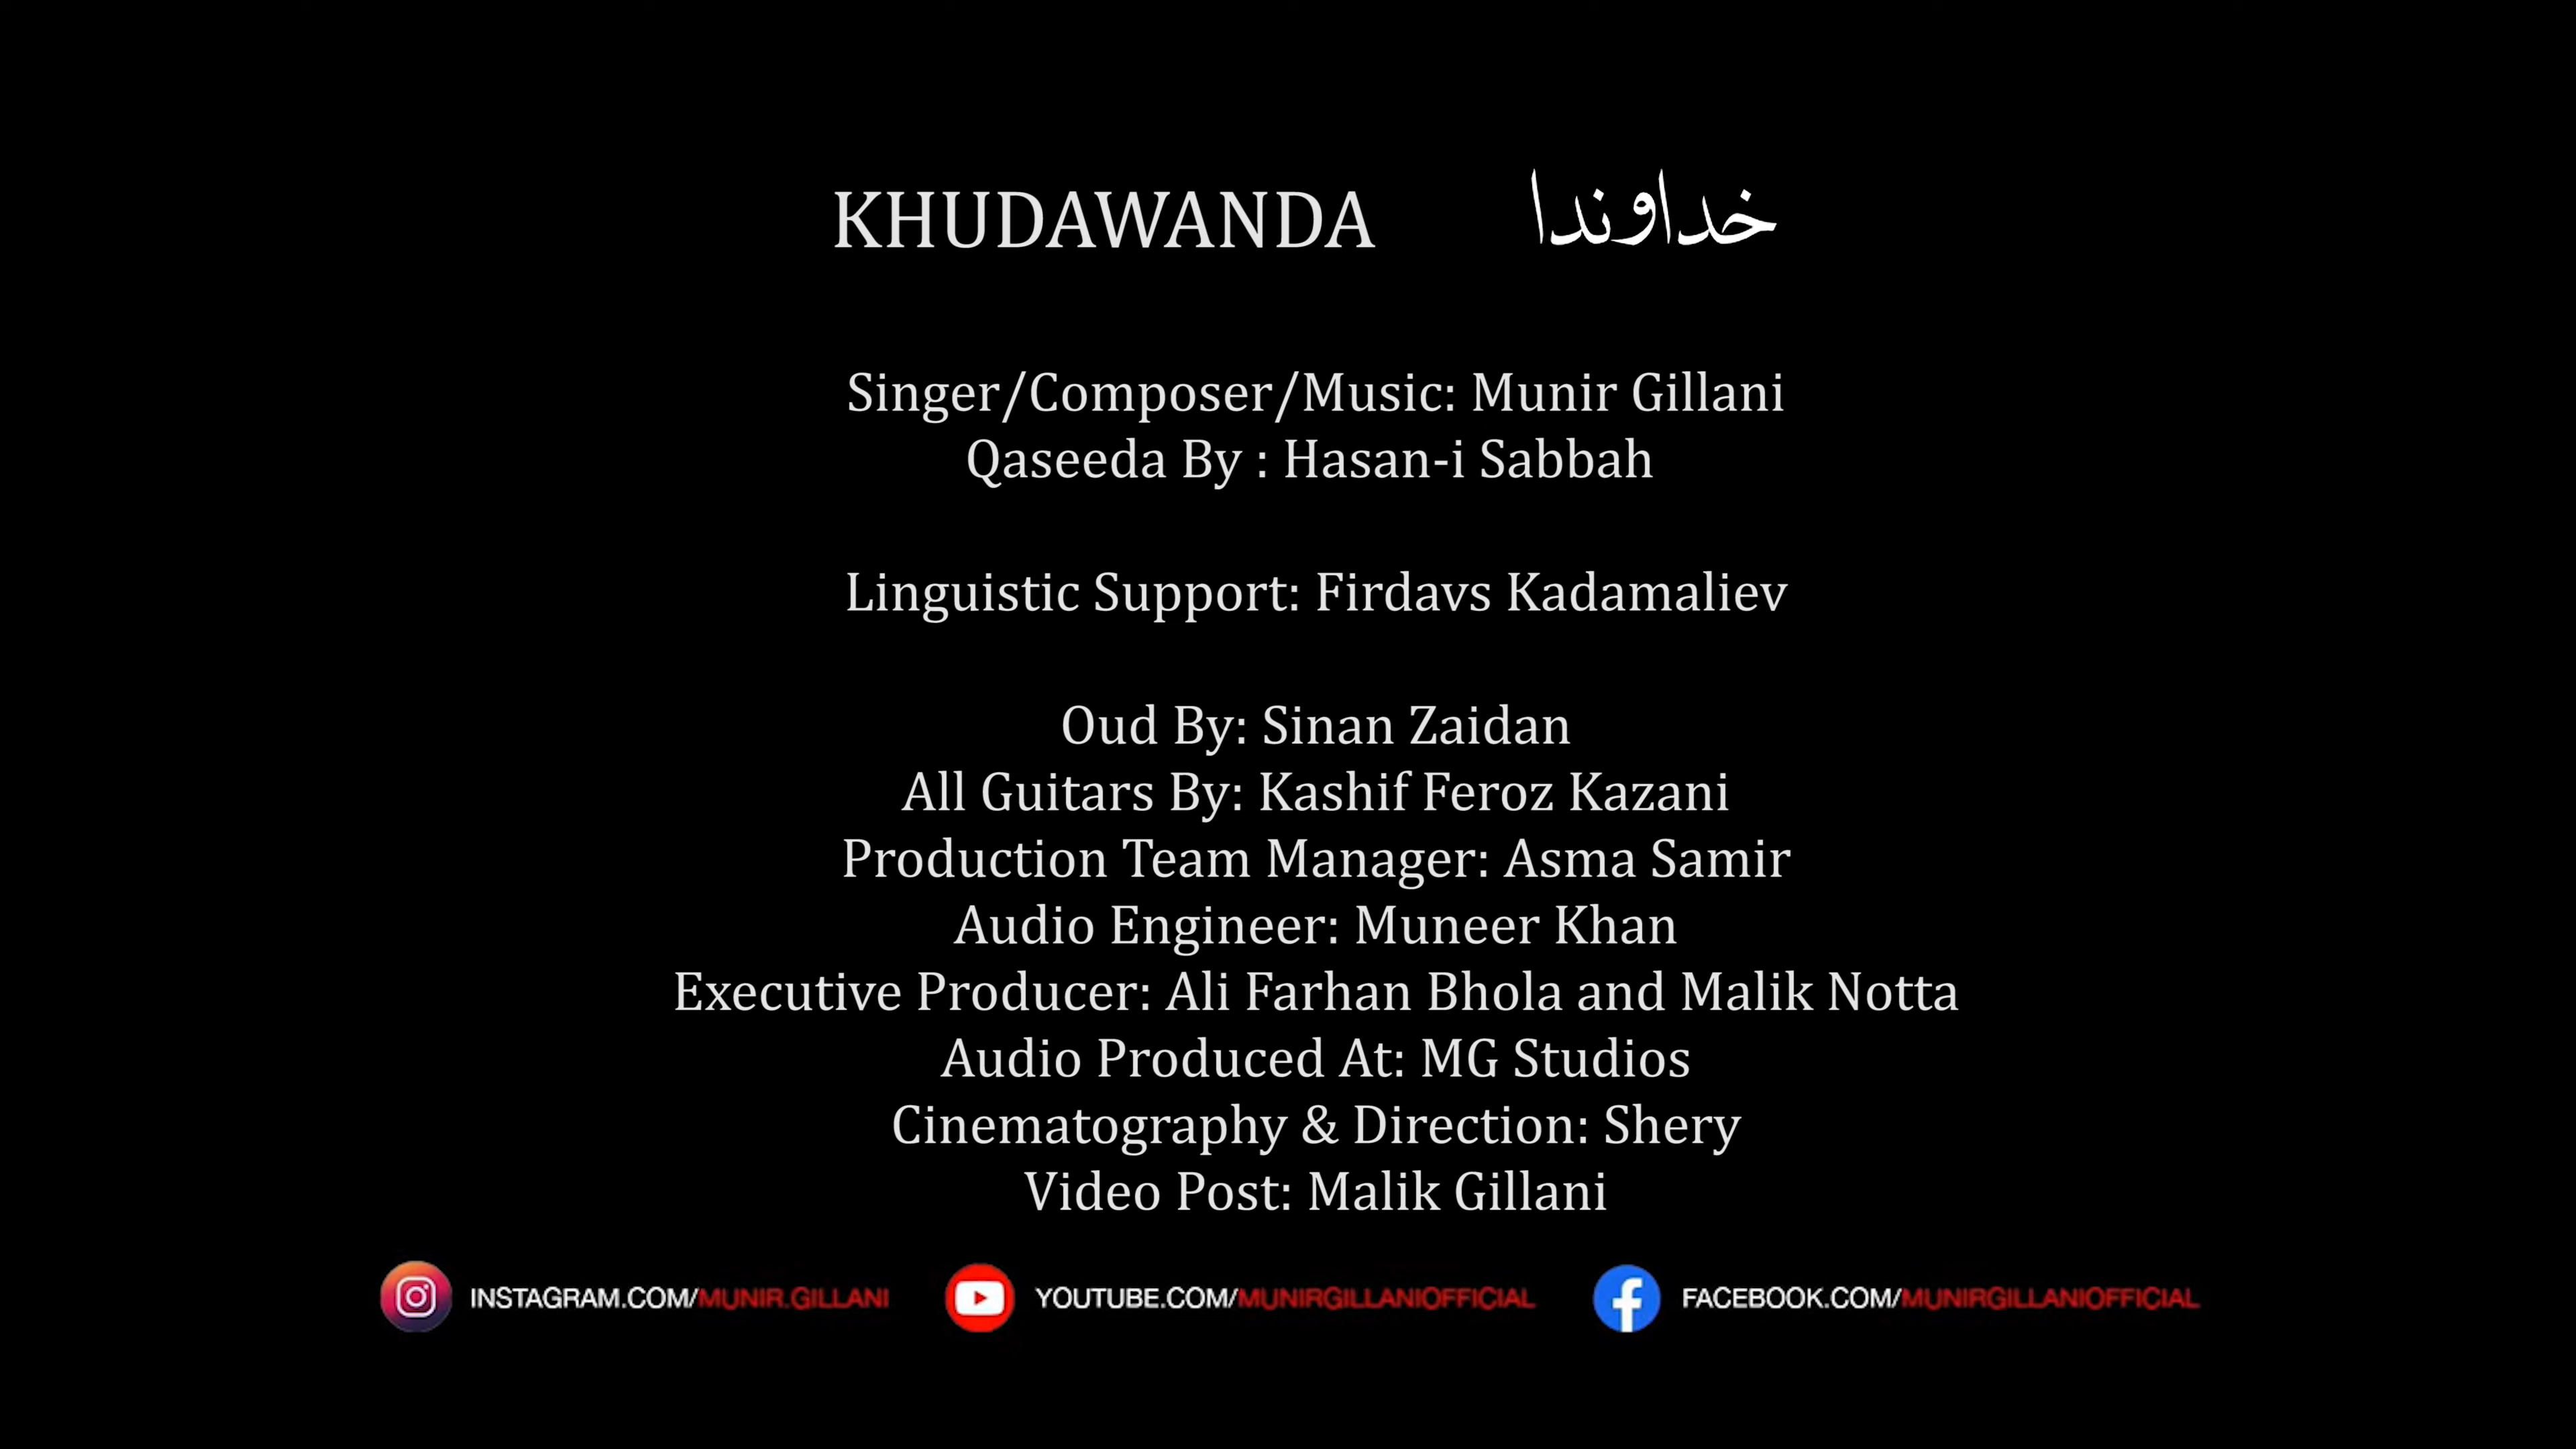 KHUDAWANDA خداوندا
Singer/Composer/Music: Munir Gillani
Qaseeda By : Hasan-i Sabbah
Linguistic Support: Firdavs Kadamaliev
Oud By: Sinan Zaidan
All Guitars By: Kashif Feroz Kazani
Production Team Manager: Asma Samir
Audio Engineer: Muneer Khan
Executive Producer: Ali Farhan Bhola and Malik Notta
Audio Produced At: MG Studios
Cinematography & Direction: Shery
Video Post: Malik Gillani
INSTAGRAM.COM/MUNIR.GILLANI YOUTUBE.COM/MUNIRGILLANIOFFICIAL FACEBOOK.COM/MUNIRGILLANIOFFICIAL